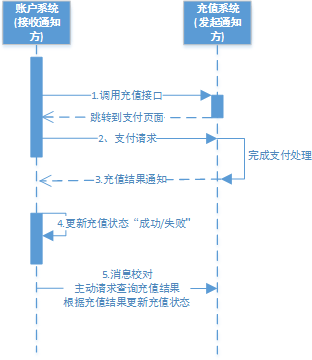 账户系统
(接收通知
方)
充值系统
(发起通知
方)
1.调用充值接口
跳转到支付页面
2、支付请求
完成支付处理
3.充值结果通知
4.更新充值状态“成功/失败”
5.消息校对
主动请求查询充值结果
根据充值结果更新充值状态